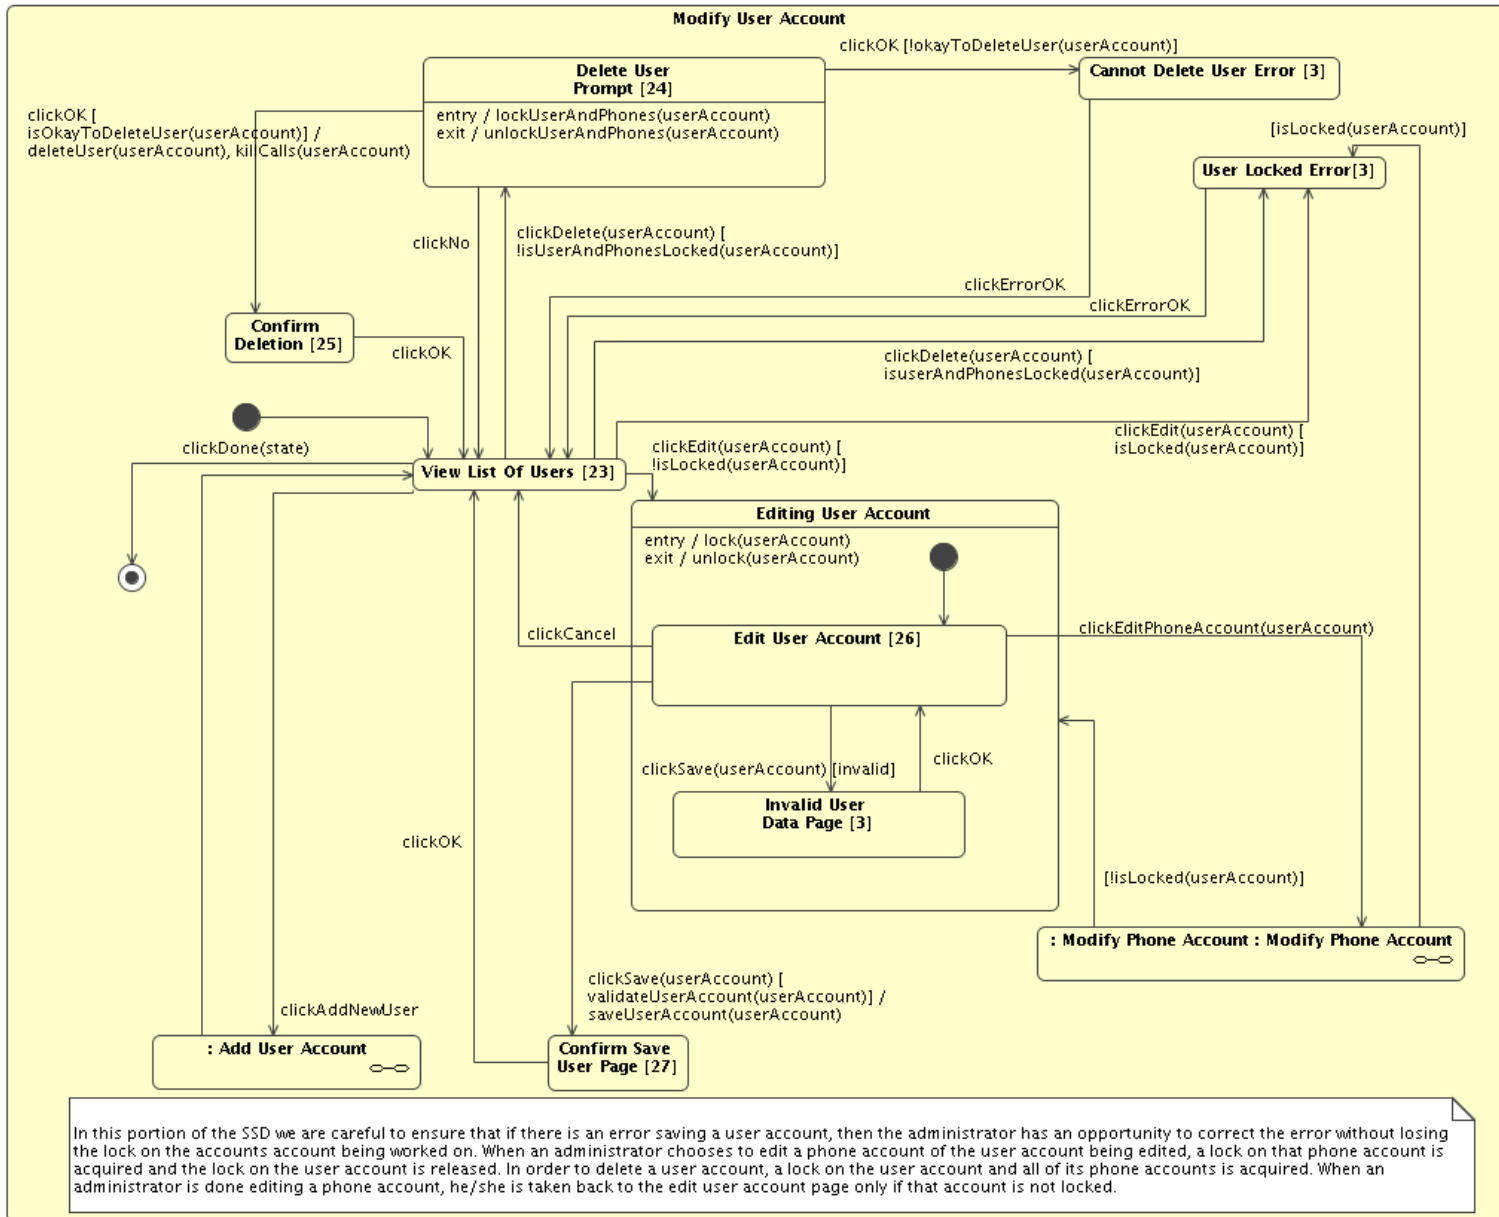 Modify User Account
clickOK [!okayToDeleteUser(userAccount)]
Delete User
Prompt [24]
entry / lockUserAndPhones(userAccount)
exit / unlockUserAndPhones(userAccount)
Cannot Delete User Error [3]
clickOK [
isOkayToDeleteUser(userAccount)] /
deleteUser(userAccount), killCalls(userAccount)
[isLocked(userAccount)]
User Locked Error[3]
clickNo
clickDelete(userAccount) [
!isUserAndPhonesLocked(userAccount)]
clickErrorOK
clickErrorOK
Confirm
Deletion [25]
clickOK
clickDelete(userAccount) [
isuserAndPhonesLocked(userAccount)]
clickDone(state)
clickEdit(userAccount) [
!isLocked(userAccount)]
clickEdit(userAccount) [
isLocked(userAccount)]
View List Of Users [23]
Editing User Account
entry / lock(userAccount)
exit / unlock(userAccount)
clickCancel
Edit User Account [26]
clickEditPhoneAccount(userAccount)
clickSave(userAccount) [invalid]
clickOK
Invalid User
Data Page [3]
clickOK
[!isLocked(userAccount)]
: Modify Phone Account : Modify Phone Account
clickSave(userAccount) [
validateUserAccount(userAccount)] /
saveUserAccount(userAccount)
clickAddNewUser
: Add User Account
Confirm Save
User Page [27]
In this portion of the SSD we are careful to ensure that if there is an error saving a user account, then the administrator has an opportunity to correct the error without losing
the lock on the accounts account being worked on. When an administrator chooses to edit a phone account of the user account being edited, a lock on that phone account is
acquired and the lock on the user account is released. In order to delete a user account, a lock on the user account and all of its phone accounts is acquired. When an
administrator is done editing a phone account, he/she is taken back to the edit user account page only if that account is not locked.